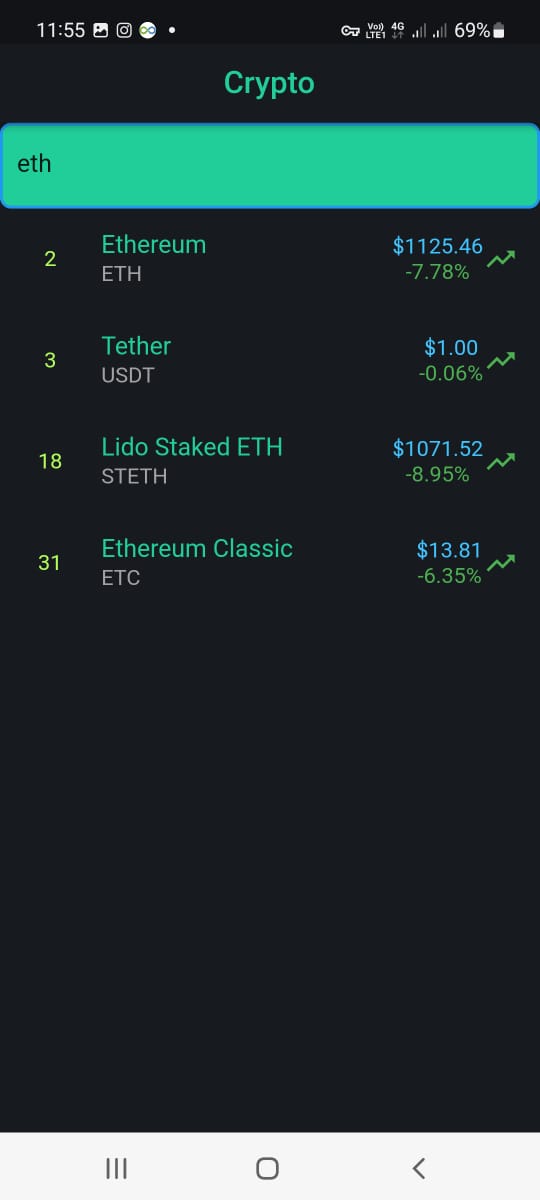 11:55 Vo)) LTE1 4G 69%
Crypto
eth
2 Ethereum $1125.46
ETH -7.78%
3 Tether $1.00
USDT -0.06%
18 Lido Staked ETH $1071.52
STETH -8.95%
31 Ethereum Classic $13.81
ETC -6.35%